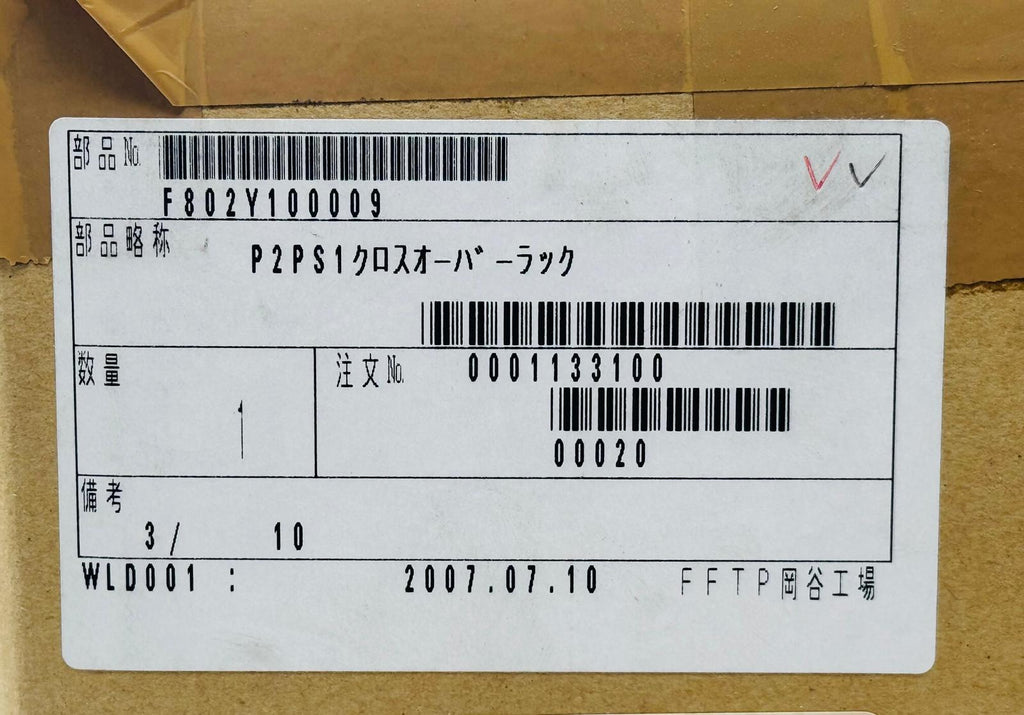 部品№
F802Y100009
部品略称
P2PS1クロスオーバーラック
数量
1
注文№ 0001133100
00020
備考
3/ 10
WLD001 : 2007.07.10 FFTP岡谷工場